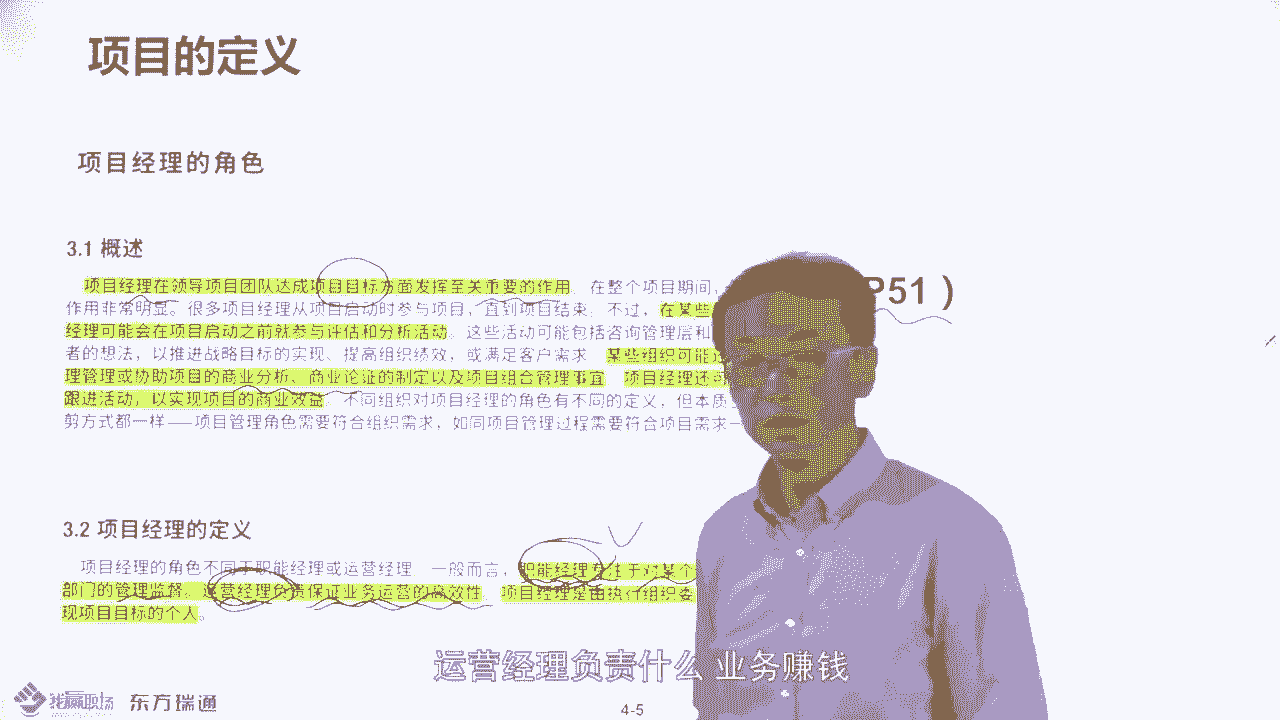 项目的定义
项目经理的角色
P51 )
3.1 概述
项目经理在领导项目团队达成项目目标方面发挥至关重要的作用。在整个项目期间，
作用非常明显。很多项目经理从项目启动时参与项目，直到项目结束。不过，在某些
经理可能会在项目启动之前就参与评估和分析活动。这些活动可能包括咨询管理层和
者的想法，以推进战略目标的实现、提高组织绩效，或满足客户需求。某些组织可能
理管理或协助项目的商业分析、商业论证的制定以及项目组合管理事宜。项目经理还
跟进活动，以实现项目的商业效益。不同组织对项目经理的角色有不同的定义，但本质
剪方式都一样——项目管理角色需要符合组织需求，如同项目管理过程需要符合项目需求一
3.2 项目经理的定义
项目经理的角色不同于职能经理或运营经理。一般而言，职能经理专注于对某个
部门的管理监督。运营经理负责保证业务运营的高效性。项目经理是由执行组织委
现项目目标的个人。
运营经理负责什么 业务赚钱
我赢职场 东方瑞通
4-5